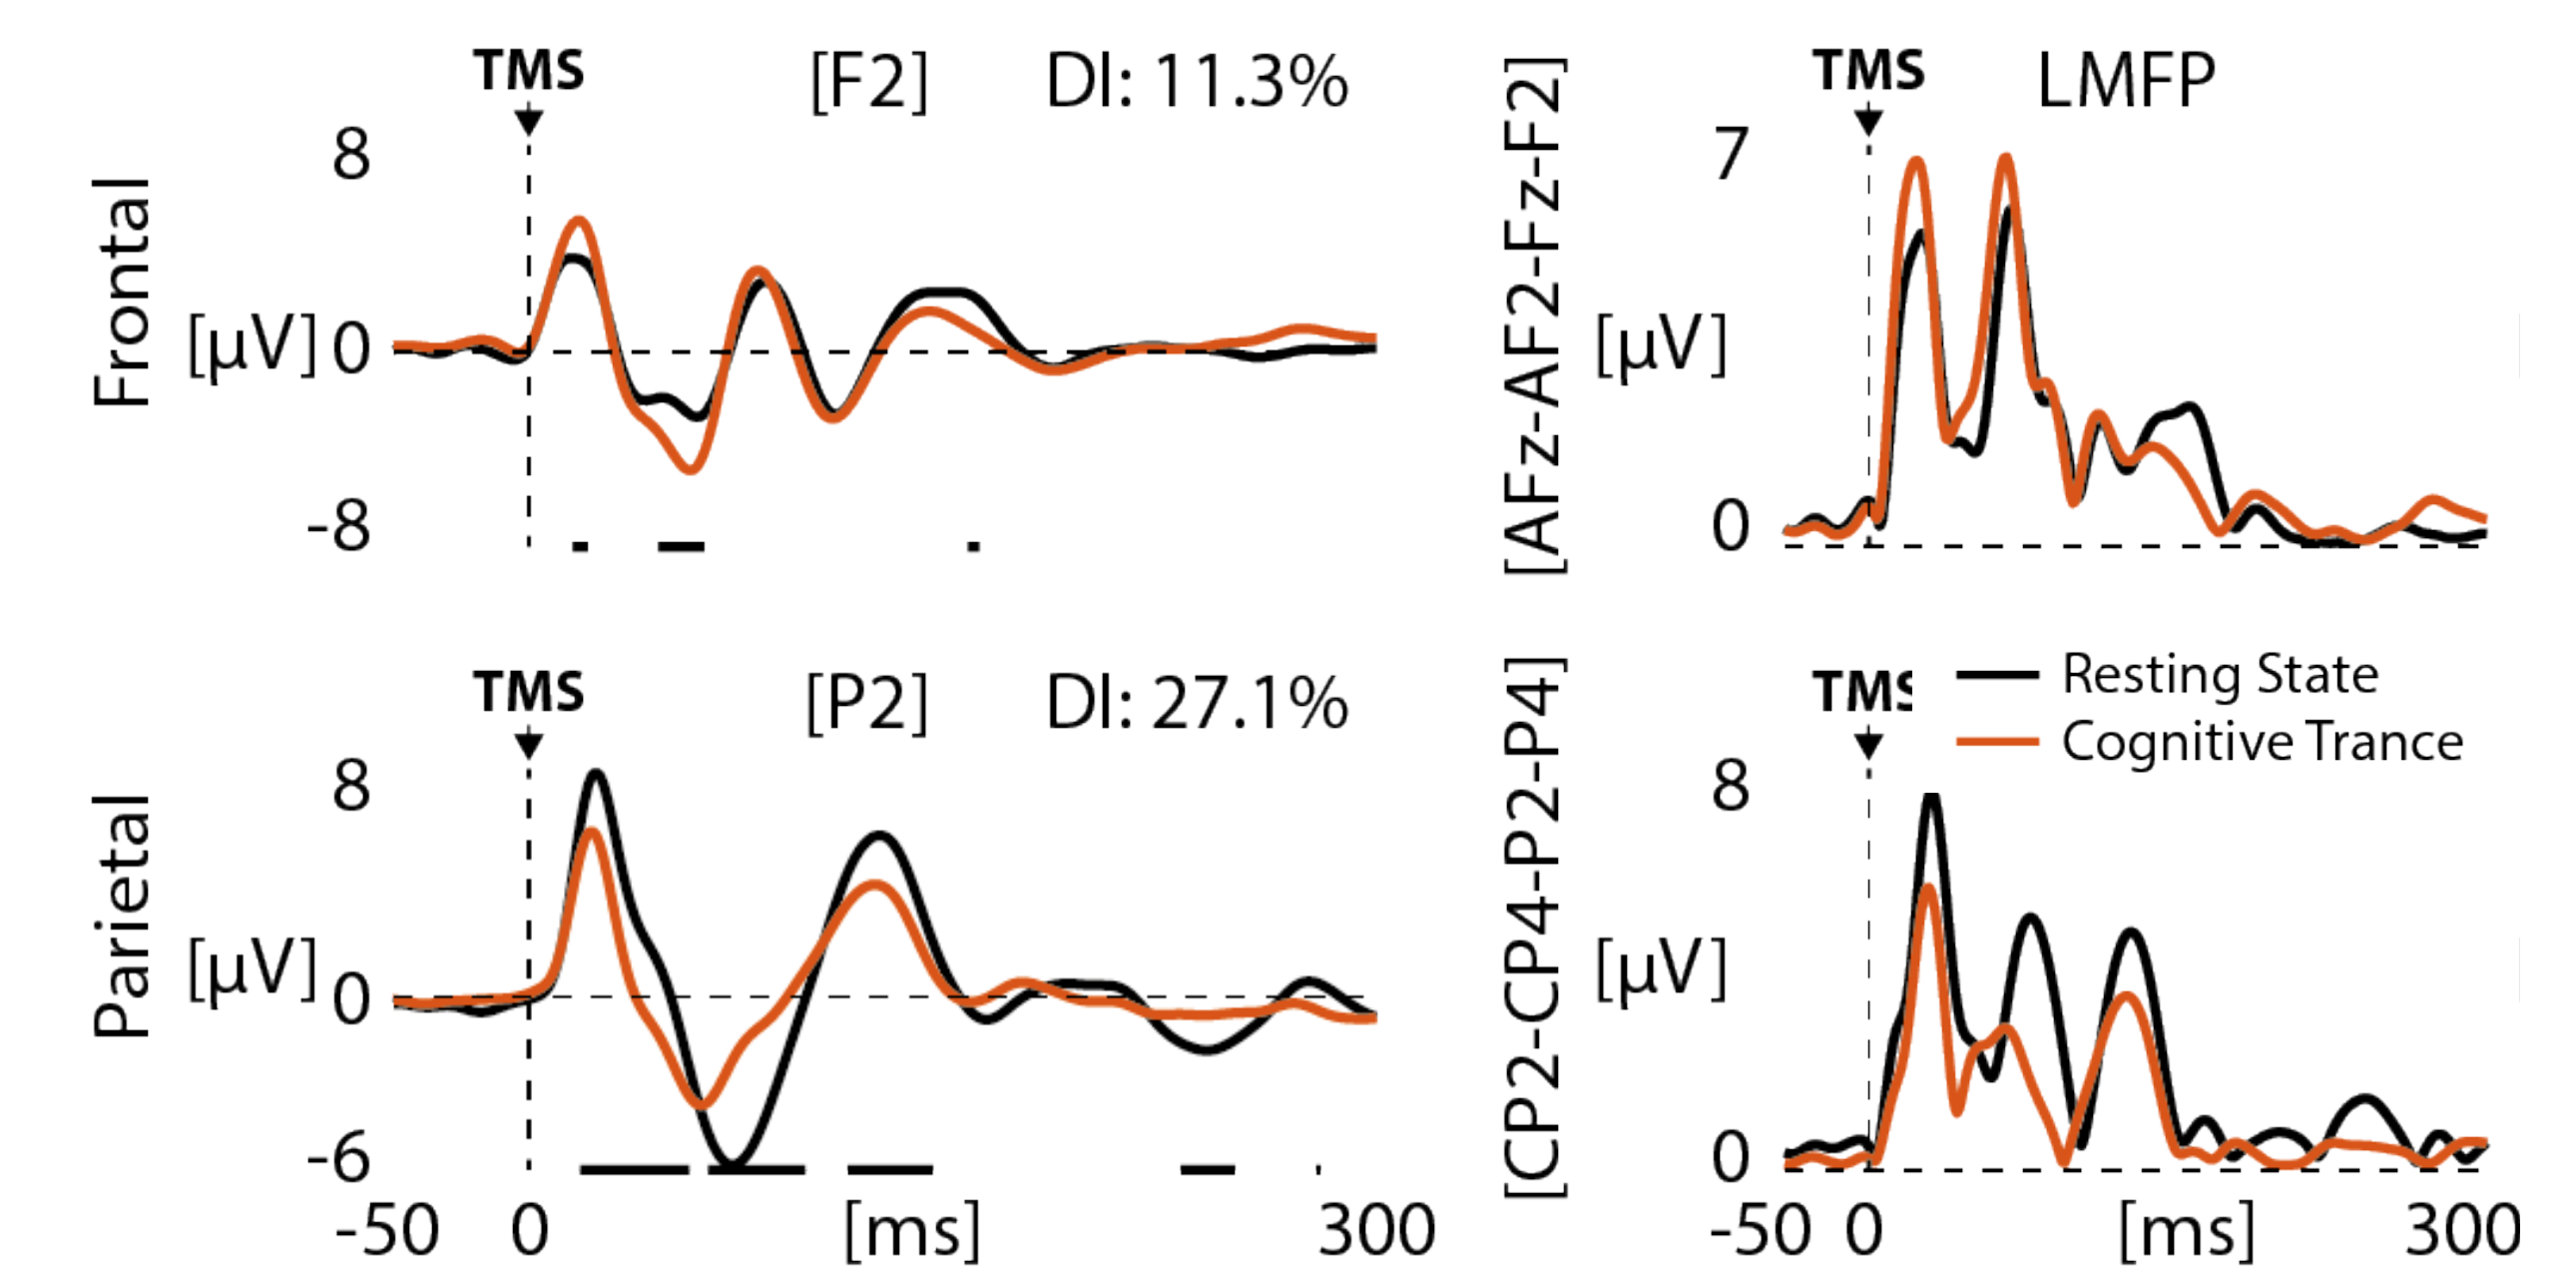 TMS
[F2]
DI: 11.3%
8
Frontal
[µV]
0
-8
TMS
LMFP
[AFz-AF2-Fz-F2]
7
[µV]
0
TMS
[P2]
DI: 27.1%
8
Parietal
[µV]
0
-6
-50
0
[ms]
300
TMS
Resting State
Cognitive Trance
[CP2-CP4-P2-P4]
8
[µV]
0
-50
0
[ms]
300